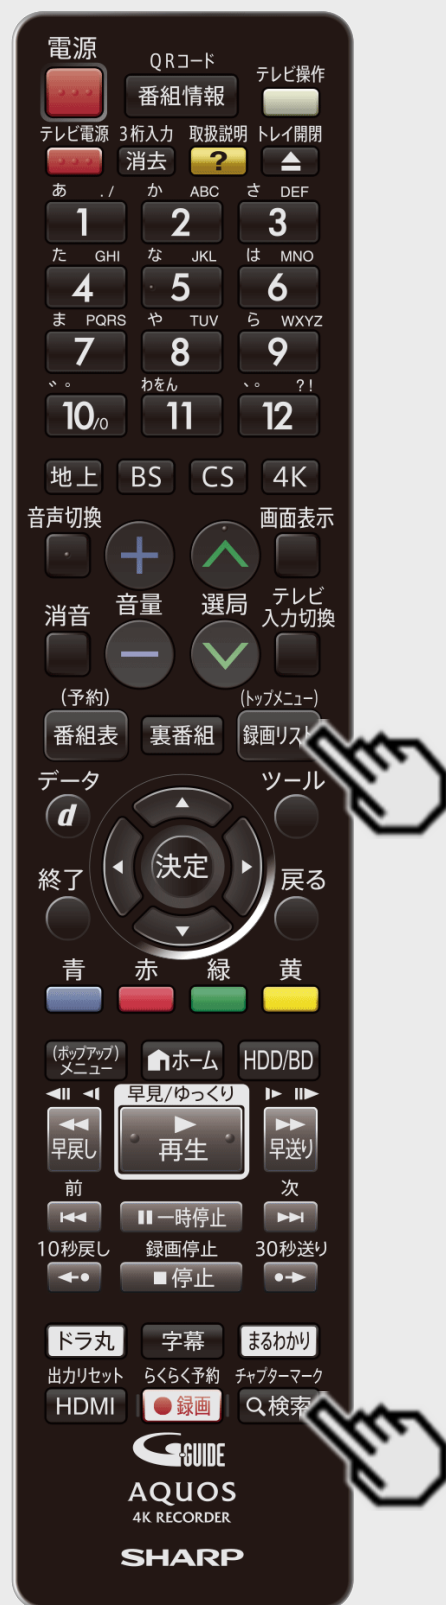 電源
QRコード
番組情報
テレビ操作
テレビ電源 3桁入力 取扱説明 トレイ開閉
消去 ?
あ ./ か ABC さ DEF
1 2 3
た GHI な JKL は MNO
4 5 6
ま PQRS や TUV ら WXYZ
7 8 9
゛゜ わをん 、。 ?!
10/0 11 12
地上 BS CS 4K
音声切換 画面表示
消音 音量 選局 テレビ
入力切換
(予約) (トップメニュー)
番組表 裏番組 録画リスト
データ ツール
d
決定
終了 戻る
青 赤 緑 黄
(ポップアップ)
メニュー ホーム HDD/BD
早見/ゆっくり
早戻し 再生 早送り
前 次
一時停止
10秒戻し 録画停止 30秒送り
停止
ドラ丸 字幕 まるわかり
出力リセット らくらく予約 チャプターマーク
HDMI 録画 検索
G-GUIDE
AQUOS
4K RECORDER
SHARP